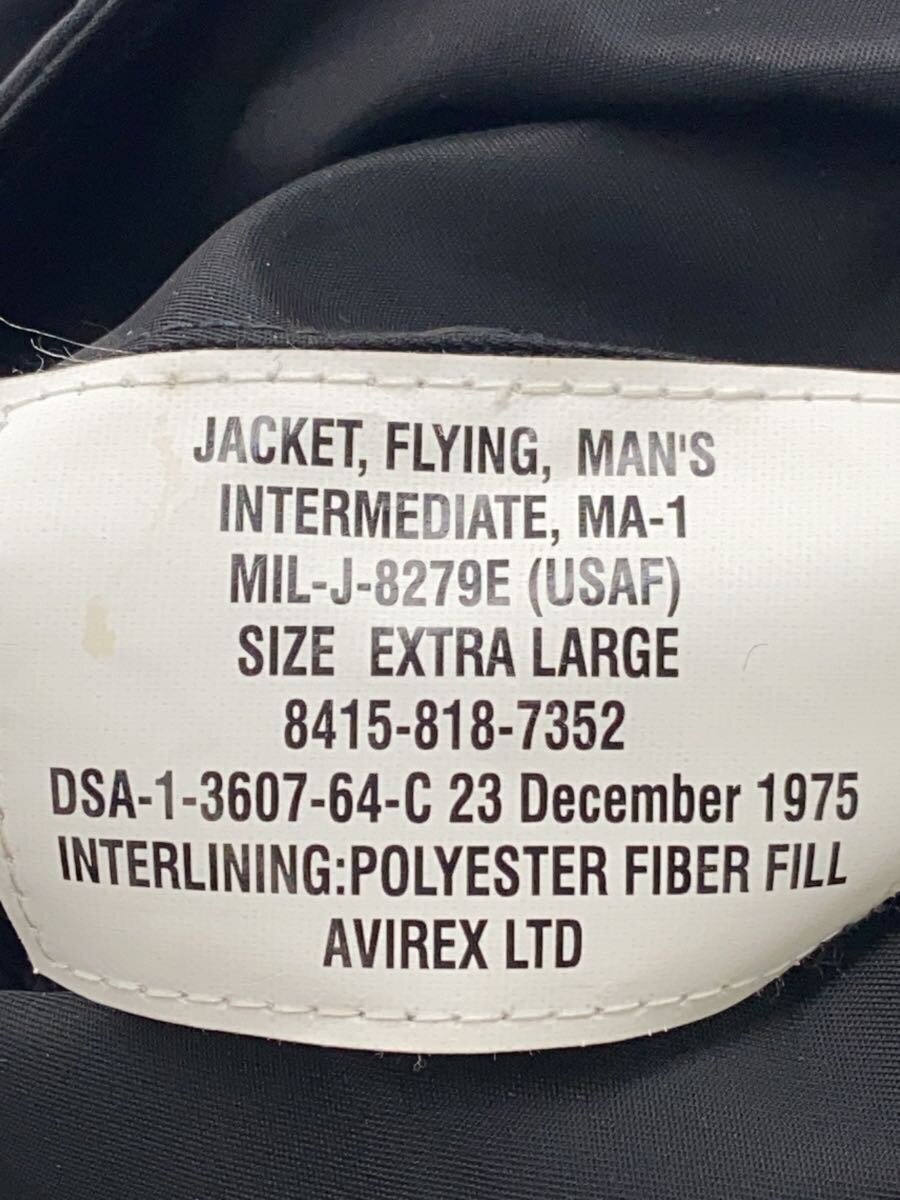 JACKET, FLYING, MAN'S
INTERMEDIATE, MA-1
MIL-J-8279E (USAF)
SIZE EXTRA LARGE
8415-818-7352
DSA-1-3607-64-C 23 December 1975
INTERLINING:POLYESTER FIBER FILL
AVIREX LTD